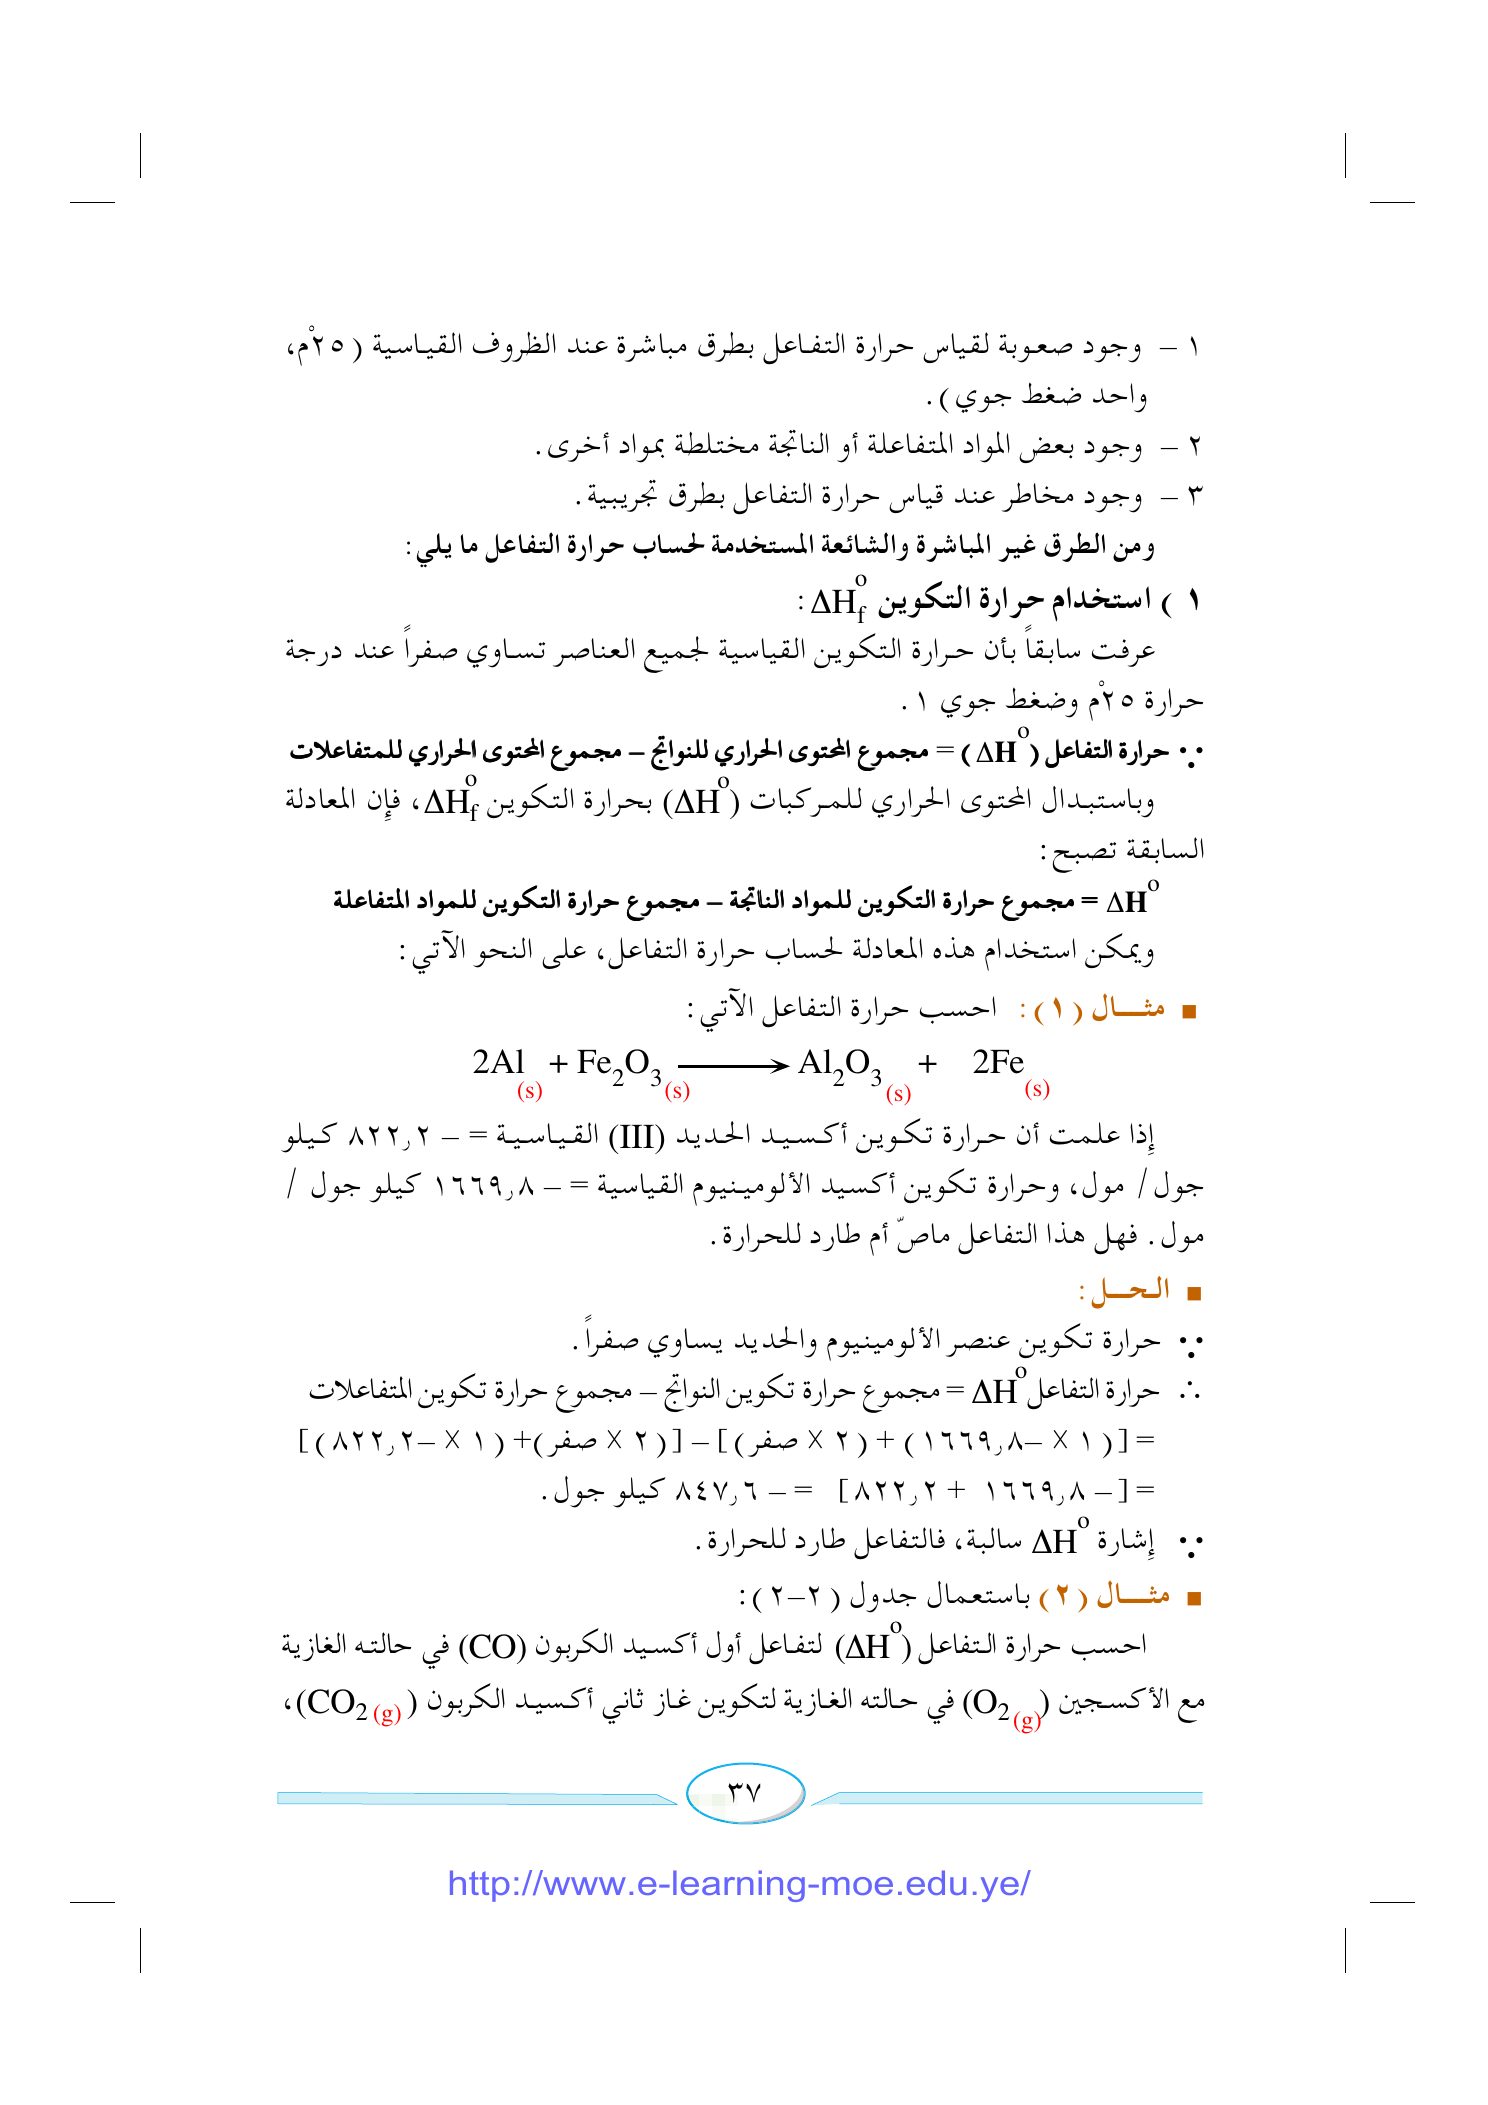 ١ – وجود صعوبة لقياس حرارة التفاعل بطرق مباشرة عند الظروف القياسية (٢٥ْم،
واحد ضغط جوي).
٢ – وجود بعض المواد المتفاعلة أو الناتجة مختلطة بمواد أخرى.
٣ – وجود مخاطر عند قياس حرارة التفاعل بطرق تجريبية.
ومن الطرق غير المباشرة والشائعة المستخدمة لحساب حرارة التفاعل ما يلي:
١ ) استخدام حرارة التكوين ΔH°f :
عرفت سابقاً بأن حرارة التكوين القياسية لجميع العناصر تساوي صفراً عند درجة
حرارة ٢٥ْم وضغط جوي ١ .
∵ حرارة التفاعل (ΔH°) = مجموع المحتوى الحراري للنواتج – مجموع المحتوى الحراري للمتفاعلات
وباستبدال المحتوى الحراري للمركبات (ΔH°) بحرارة التكوين ΔH°f، فإن المعادلة
السابقة تصبح:
ΔH° = مجموع حرارة التكوين للمواد الناتجة – مجموع حرارة التكوين للمواد المتفاعلة
ويمكن استخدام هذه المعادلة لحساب حرارة التفاعل، على النحو الآتي:
■ مثـــال (١): احسب حرارة التفاعل الآتي:
2Al(s) + Fe2O3(s) ⟶ Al2O3(s) + 2Fe(s)
إذا علمت أن حرارة تكوين أكسيد الحديد (III) القياسية = – ٨٢٢٫٢ كيلو
جول/ مول، وحرارة تكوين أكسيد الألومينيوم القياسية = – ١٦٦٩٫٨ كيلو جول /
مول. فهل هذا التفاعل ماصّ أم طارد للحرارة.
■ الحـــل:
∵ حرارة تكوين عنصر الألومينيوم والحديد يساوي صفراً.
∴ حرارة التفاعل ΔH° = مجموع حرارة تكوين النواتج – مجموع حرارة تكوين المتفاعلات
= [(١ × –١٦٦٩٫٨) + (٢ × صفر)] – [(٢ × صفر)+ (١ × –٨٢٢٫٢)]
= [– ١٦٦٩٫٨ + ٨٢٢٫٢] = – ٨٤٧٫٦ كيلو جول.
∵ إشارة ΔH° سالبة، فالتفاعل طارد للحرارة.
■ مثـــال (٢) باستعمال جدول (٢–٢):
احسب حرارة التفاعل (ΔH°) لتفاعل أول أكسيد الكربون (CO) في حالته الغازية
مع الأكسجين (O2(g)) في حالته الغازية لتكوين غاز ثاني أكسيد الكربون (CO2(g))،
٣٧
http://www.e-learning-moe.edu.ye/